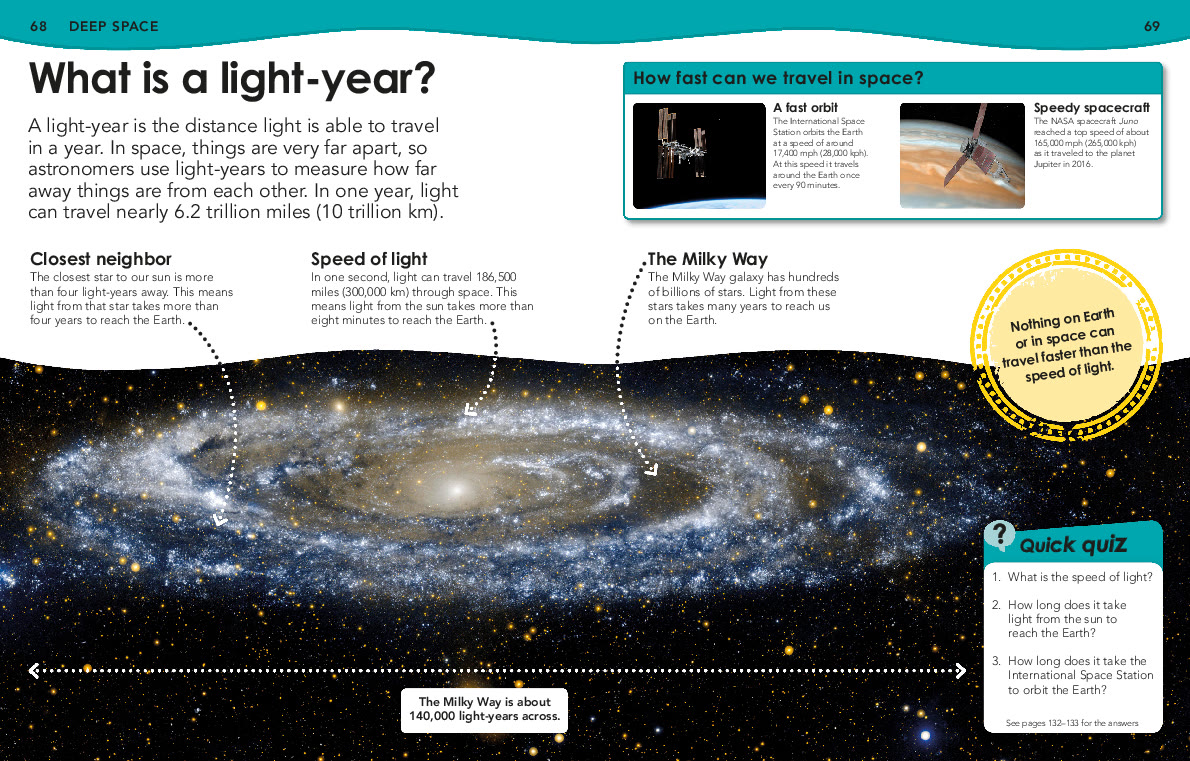 68 DEEP SPACE
69
What is a light-year?
A light-year is the distance light is able to travel
in a year. In space, things are very far apart, so
astronomers use light-years to measure how far
away things are from each other. In one year, light
can travel nearly 6.2 trillion miles (10 trillion km).
How fast can we travel in space?
A fast orbit
The International Space
Station orbits the Earth
at a speed of around
17,400 mph (28,000 kph).
At this speed it travels
around the Earth once
every 90 minutes.
Speedy spacecraft
The NASA spacecraft Juno
reached a top speed of about
165,000 mph (265,000 kph)
as it traveled to the planet
Jupiter in 2016.
Closest neighbor
The closest star to our sun is more
than four light-years away. This means
light from that star takes more than
four years to reach the Earth.
Speed of light
In one second, light can travel 186,500
miles (300,000 km) through space. This
means light from the sun takes more than
eight minutes to reach the Earth.
The Milky Way
The Milky Way galaxy has hundreds
of billions of stars. Light from these
stars takes many years to reach us
on the Earth.
Nothing on Earth
or in space can
travel faster than the
speed of light.
The Milky Way is about
140,000 light-years across.
? Quick quiz
1. What is the speed of light?
2. How long does it take
light from the sun to
reach the Earth?
3. How long does it take the
International Space Station
to orbit the Earth?
See pages 132–133 for the answers